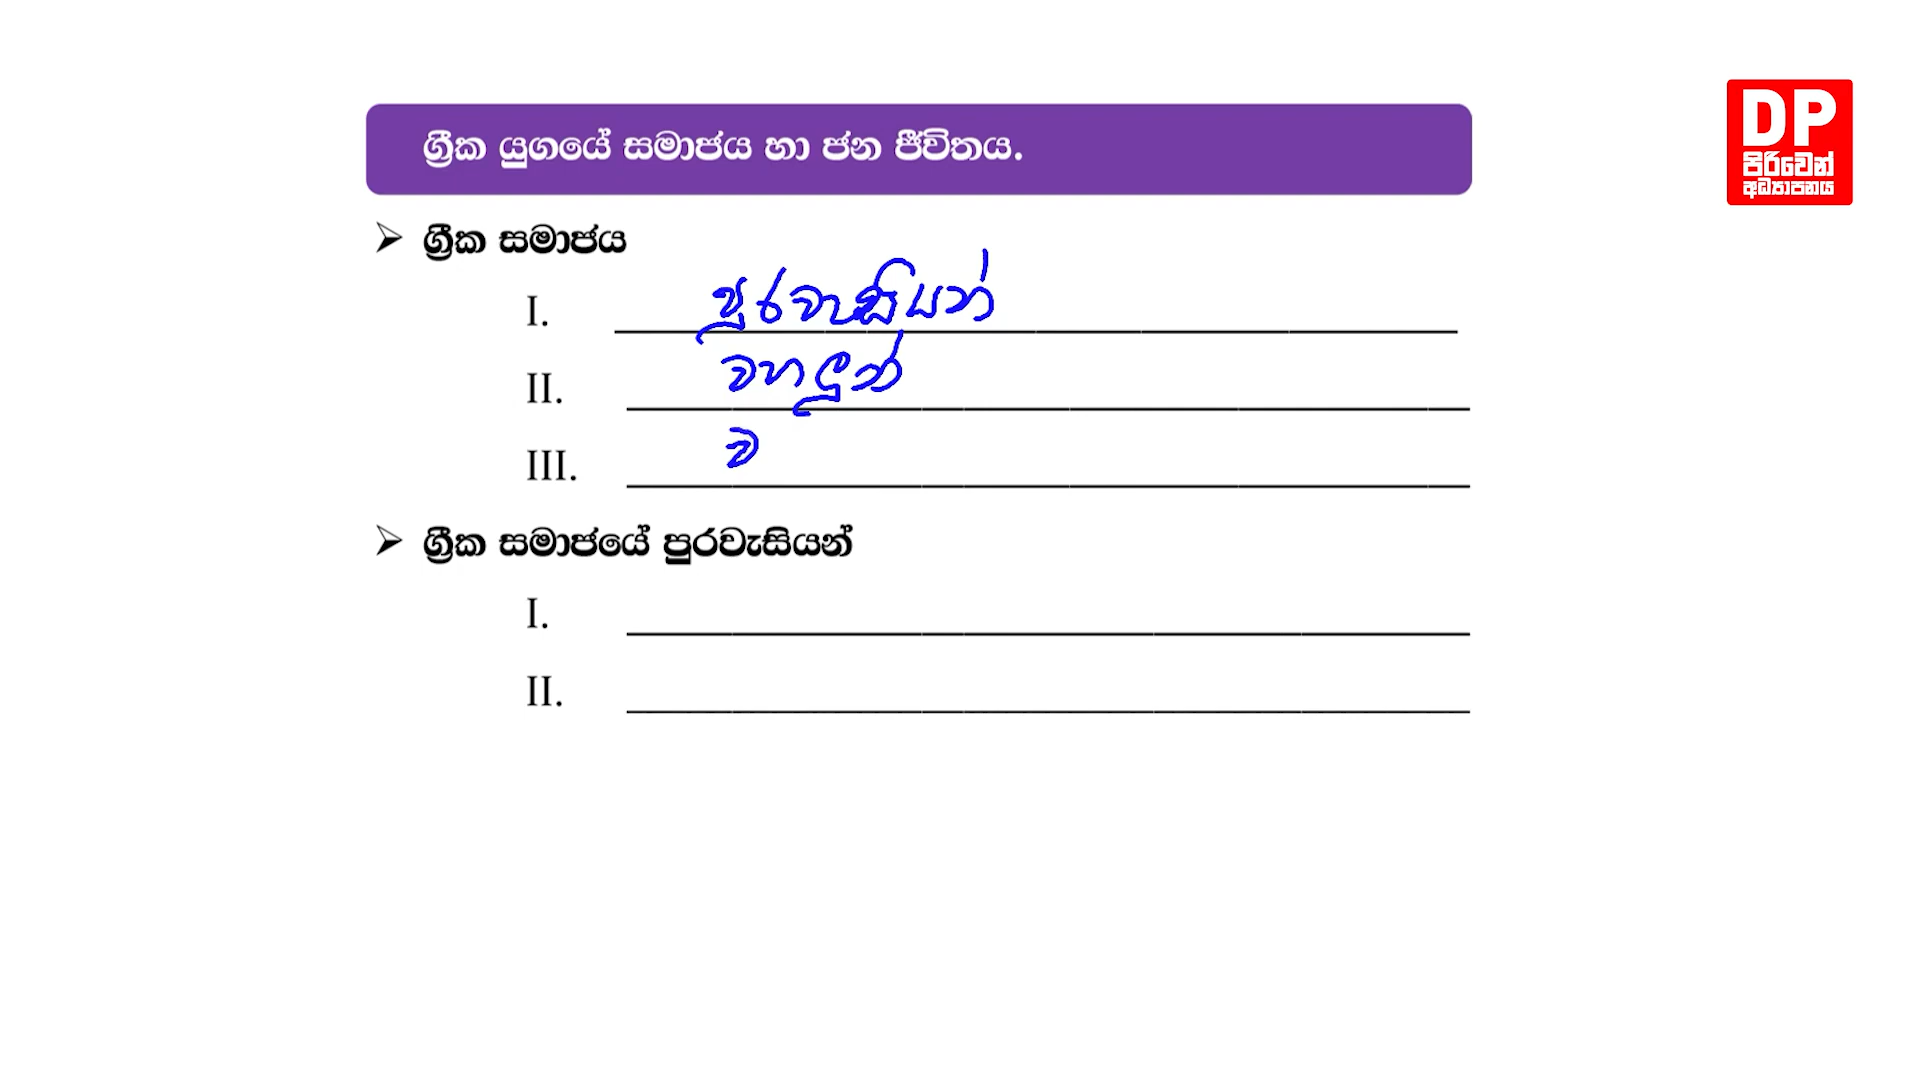 ග්‍රීක යුගයේ සමාජය හා ජන ජීවිතය.
DP
පිරිවෙන්
අධ්‍යාපනය
➢ ග්‍රීක සමාජය
I. පුරවැසියන්
II. වහලුන්
III. ව
➢ ග්‍රීක සමාජයේ පුරවැසියන්
I.
II.